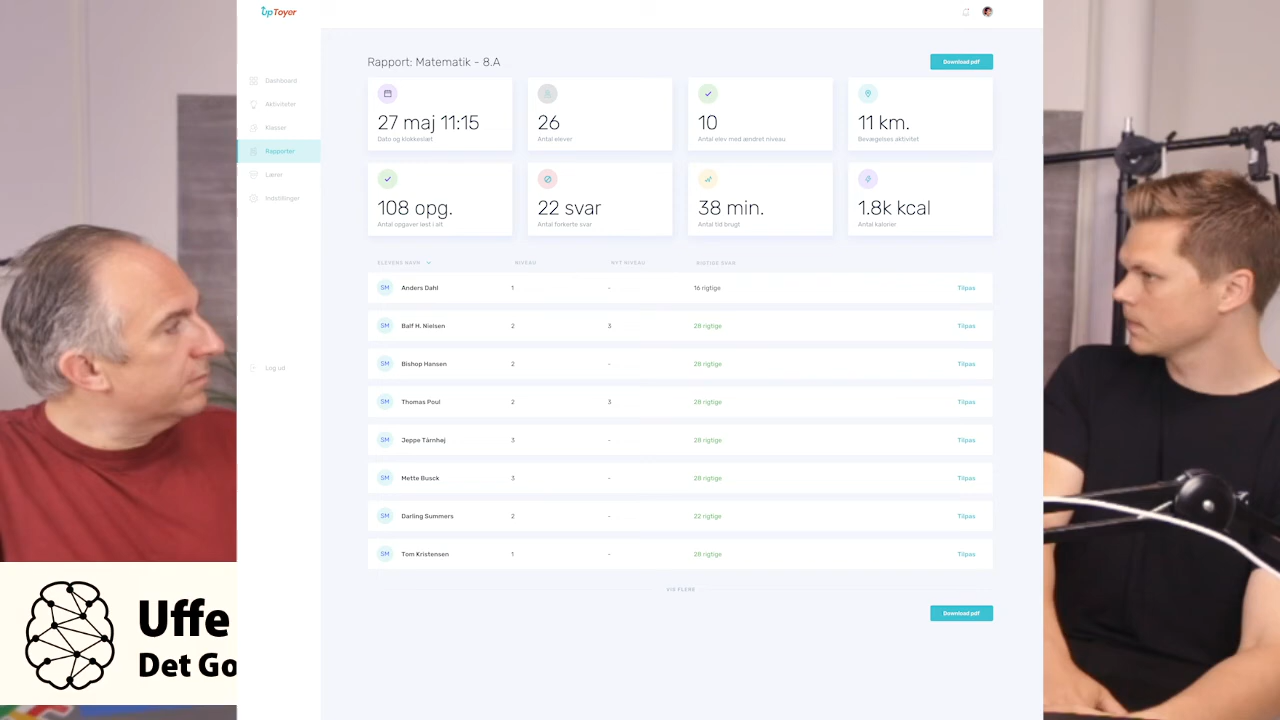 UpToyer
Dashboard
Aktiviteter
Klasser
Rapporter
Lærer
Indstillinger
Log ud
Rapport: Matematik - 8.A
Download pdf
27 maj 11:15
Dato og klokkeslæt
26
Antal elever
10
Antal elev med ændret niveau
11 km.
Bevægelses aktivitet
108 opg.
Antal opgaver løst i alt
22 svar
Antal forkerte svar
38 min.
Antal tid brugt
1.8k kcal
Antal kalorier
ELEVENS NAVN NIVEAU NYT NIVEAU RIGTIGE SVAR
SM Anders Dahl 1 - 16 rigtige Tilpas
SM Balf H. Nielsen 2 3 28 rigtige Tilpas
SM Bishop Hansen 2 - 28 rigtige Tilpas
SM Thomas Poul 2 3 28 rigtige Tilpas
SM Jeppe Tårnhøj 3 - 28 rigtige Tilpas
SM Mette Busck 3 - 28 rigtige Tilpas
SM Darling Summers 2 - 22 rigtige Tilpas
SM Tom Kristensen 1 - 28 rigtige Tilpas
VIS FLERE
Download pdf
Uffe
Det Go